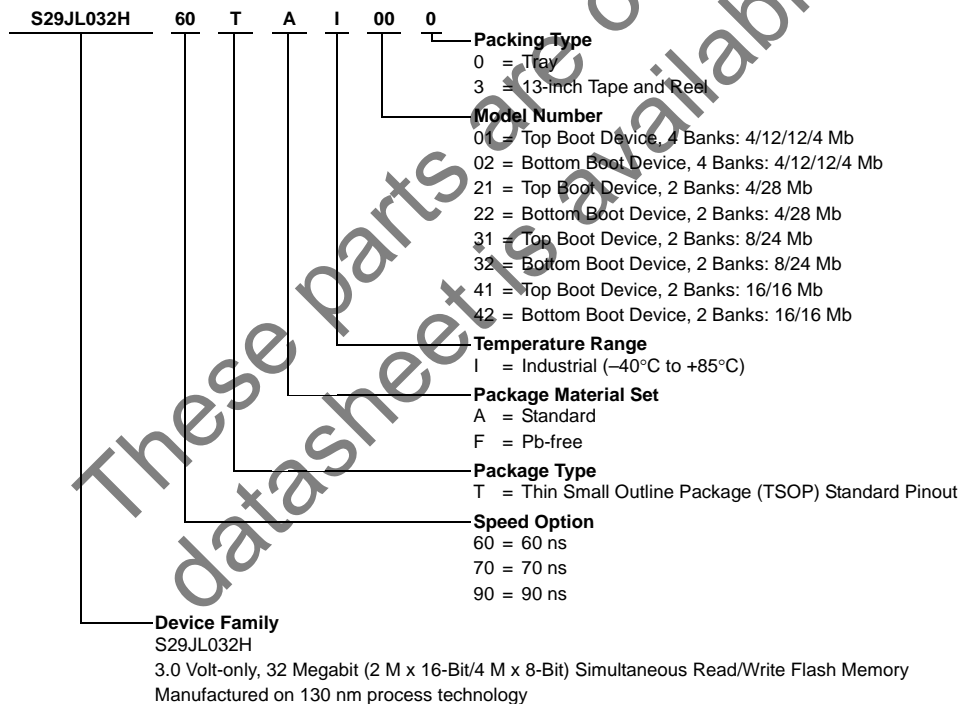 S29JL032H 60 T A I 00 0
Packing Type
0 = Tray
3 = 13-inch Tape and Reel
Model Number
01 = Top Boot Device, 4 Banks: 4/12/12/4 Mb
02 = Bottom Boot Device, 4 Banks: 4/12/12/4 Mb
21 = Top Boot Device, 2 Banks: 4/28 Mb
22 = Bottom Boot Device, 2 Banks: 4/28 Mb
31 = Top Boot Device, 2 Banks: 8/24 Mb
32 = Bottom Boot Device, 2 Banks: 8/24 Mb
41 = Top Boot Device, 2 Banks: 16/16 Mb
42 = Bottom Boot Device, 2 Banks: 16/16 Mb
Temperature Range
I = Industrial (–40°C to +85°C)
Package Material Set
A = Standard
F = Pb-free
Package Type
T = Thin Small Outline Package (TSOP) Standard Pinout
Speed Option
60 = 60 ns
70 = 70 ns
90 = 90 ns
Device Family
S29JL032H
3.0 Volt-only, 32 Megabit (2 M x 16-Bit/4 M x 8-Bit) Simultaneous Read/Write Flash Memory
Manufactured on 130 nm process technology
These parts are
datasheet is